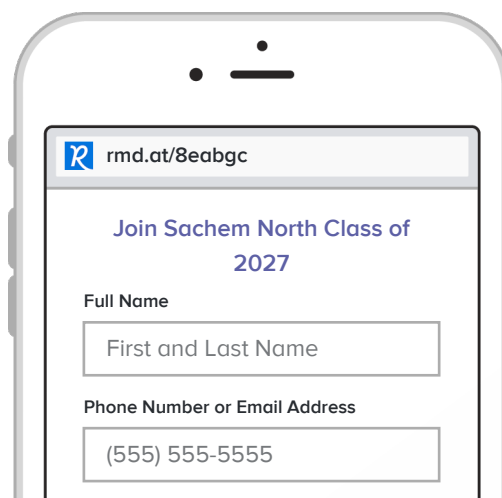 rmd.at/8eabgc
Join Sachem North Class of
2027
Full Name
First and Last Name
Phone Number or Email Address
(555) 555-5555